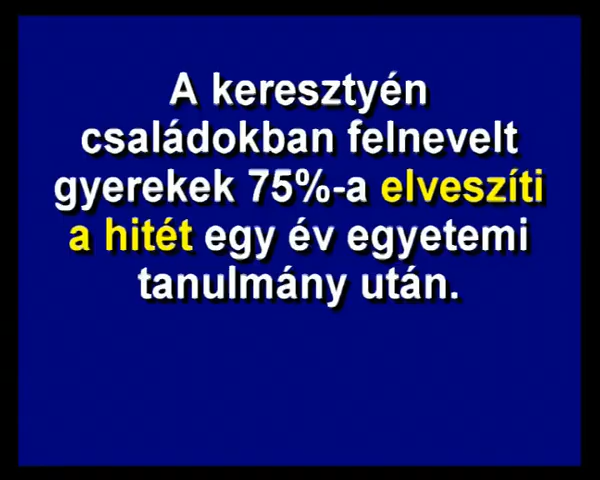 A keresztyén
családokban felnevelt
gyerekek 75%-a elveszíti
a hitét egy év egyetemi
tanulmány után.